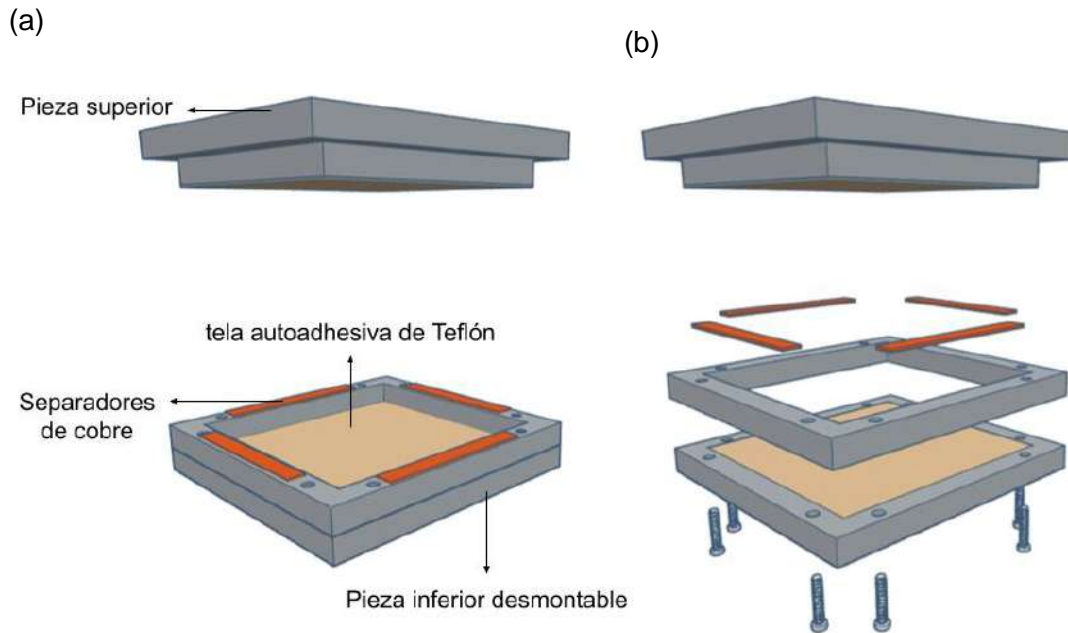 (a)
(b)
Pieza superior
tela autoadhesiva de Teflón
Separadores
de cobre
Pieza inferior desmontable